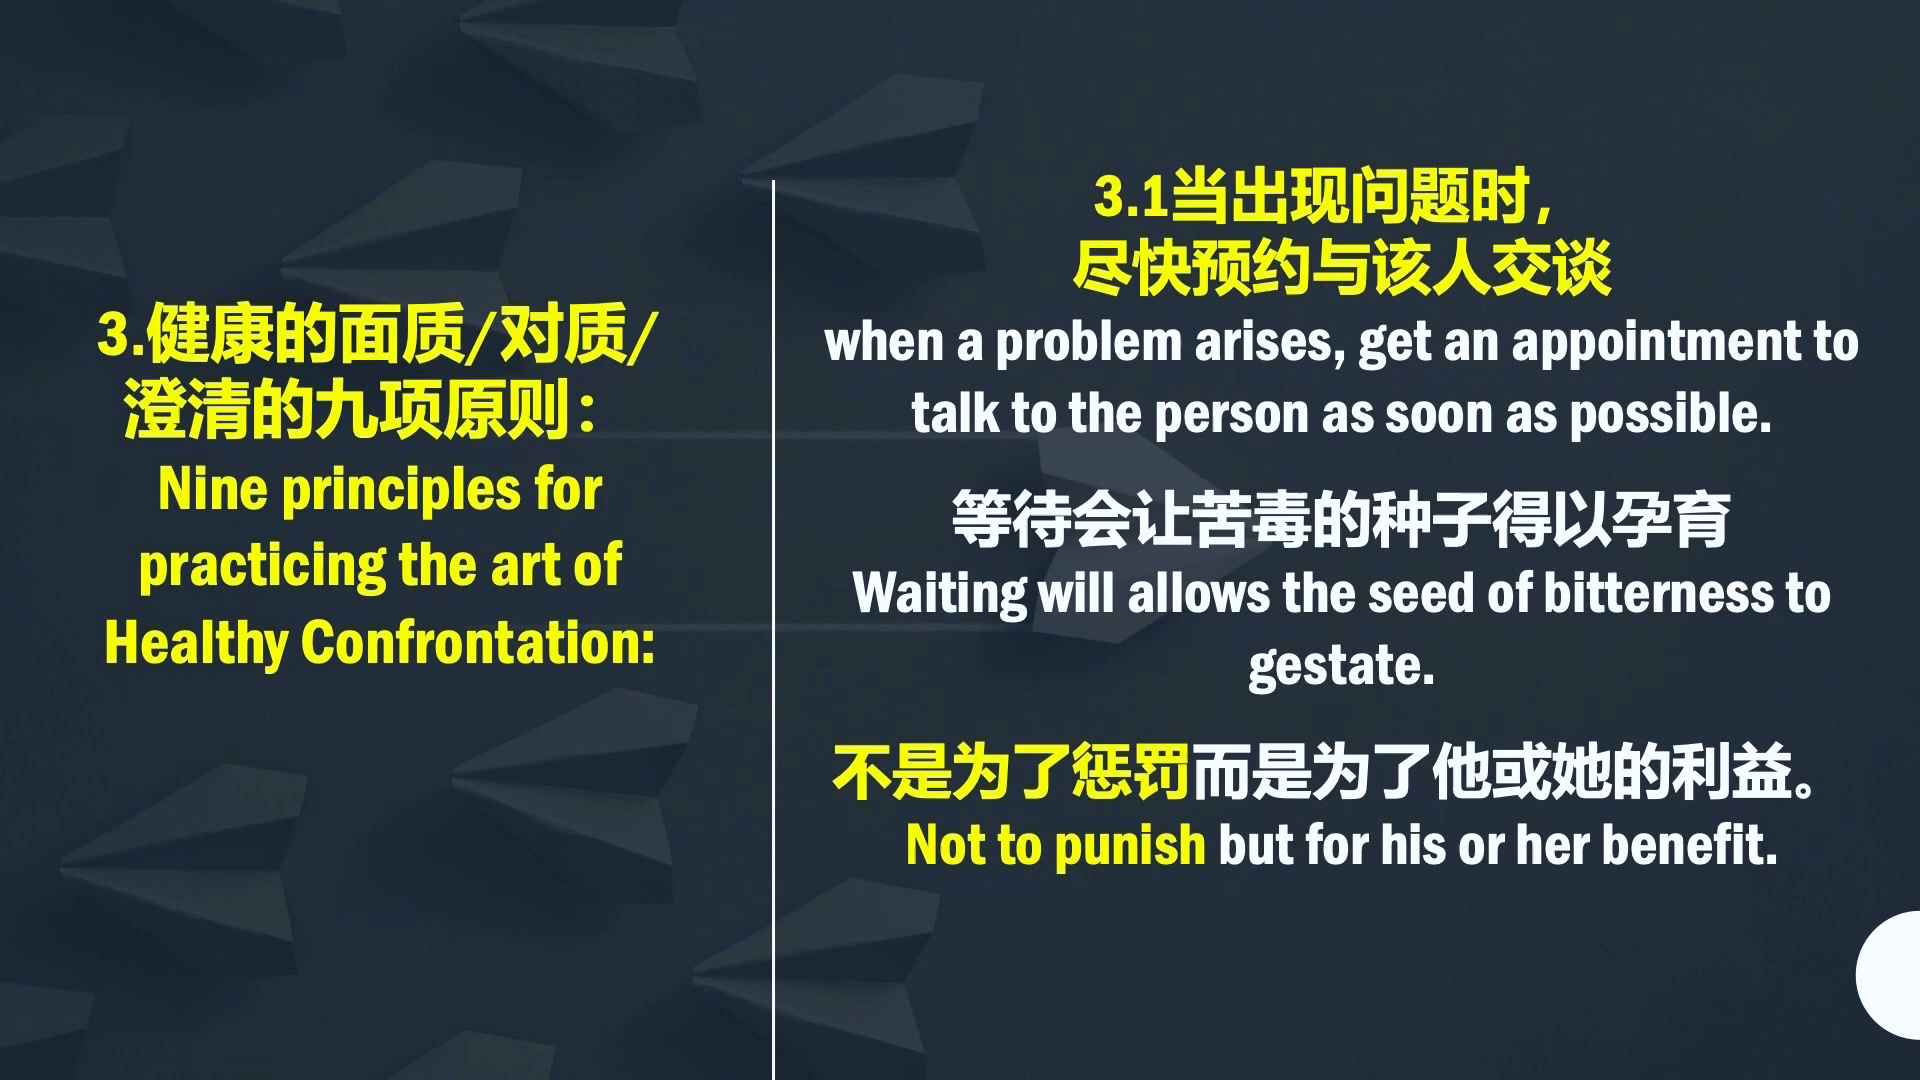 3.健康的面质/对质/
澄清的九项原则：
Nine principles for
practicing the art of
Healthy Confrontation:
3.1当出现问题时，
尽快预约与该人交谈
when a problem arises, get an appointment to
talk to the person as soon as possible.
等待会让苦毒的种子得以孕育
Waiting will allows the seed of bitterness to
gestate.
不是为了惩罚而是为了他或她的利益。
Not to punish but for his or her benefit.